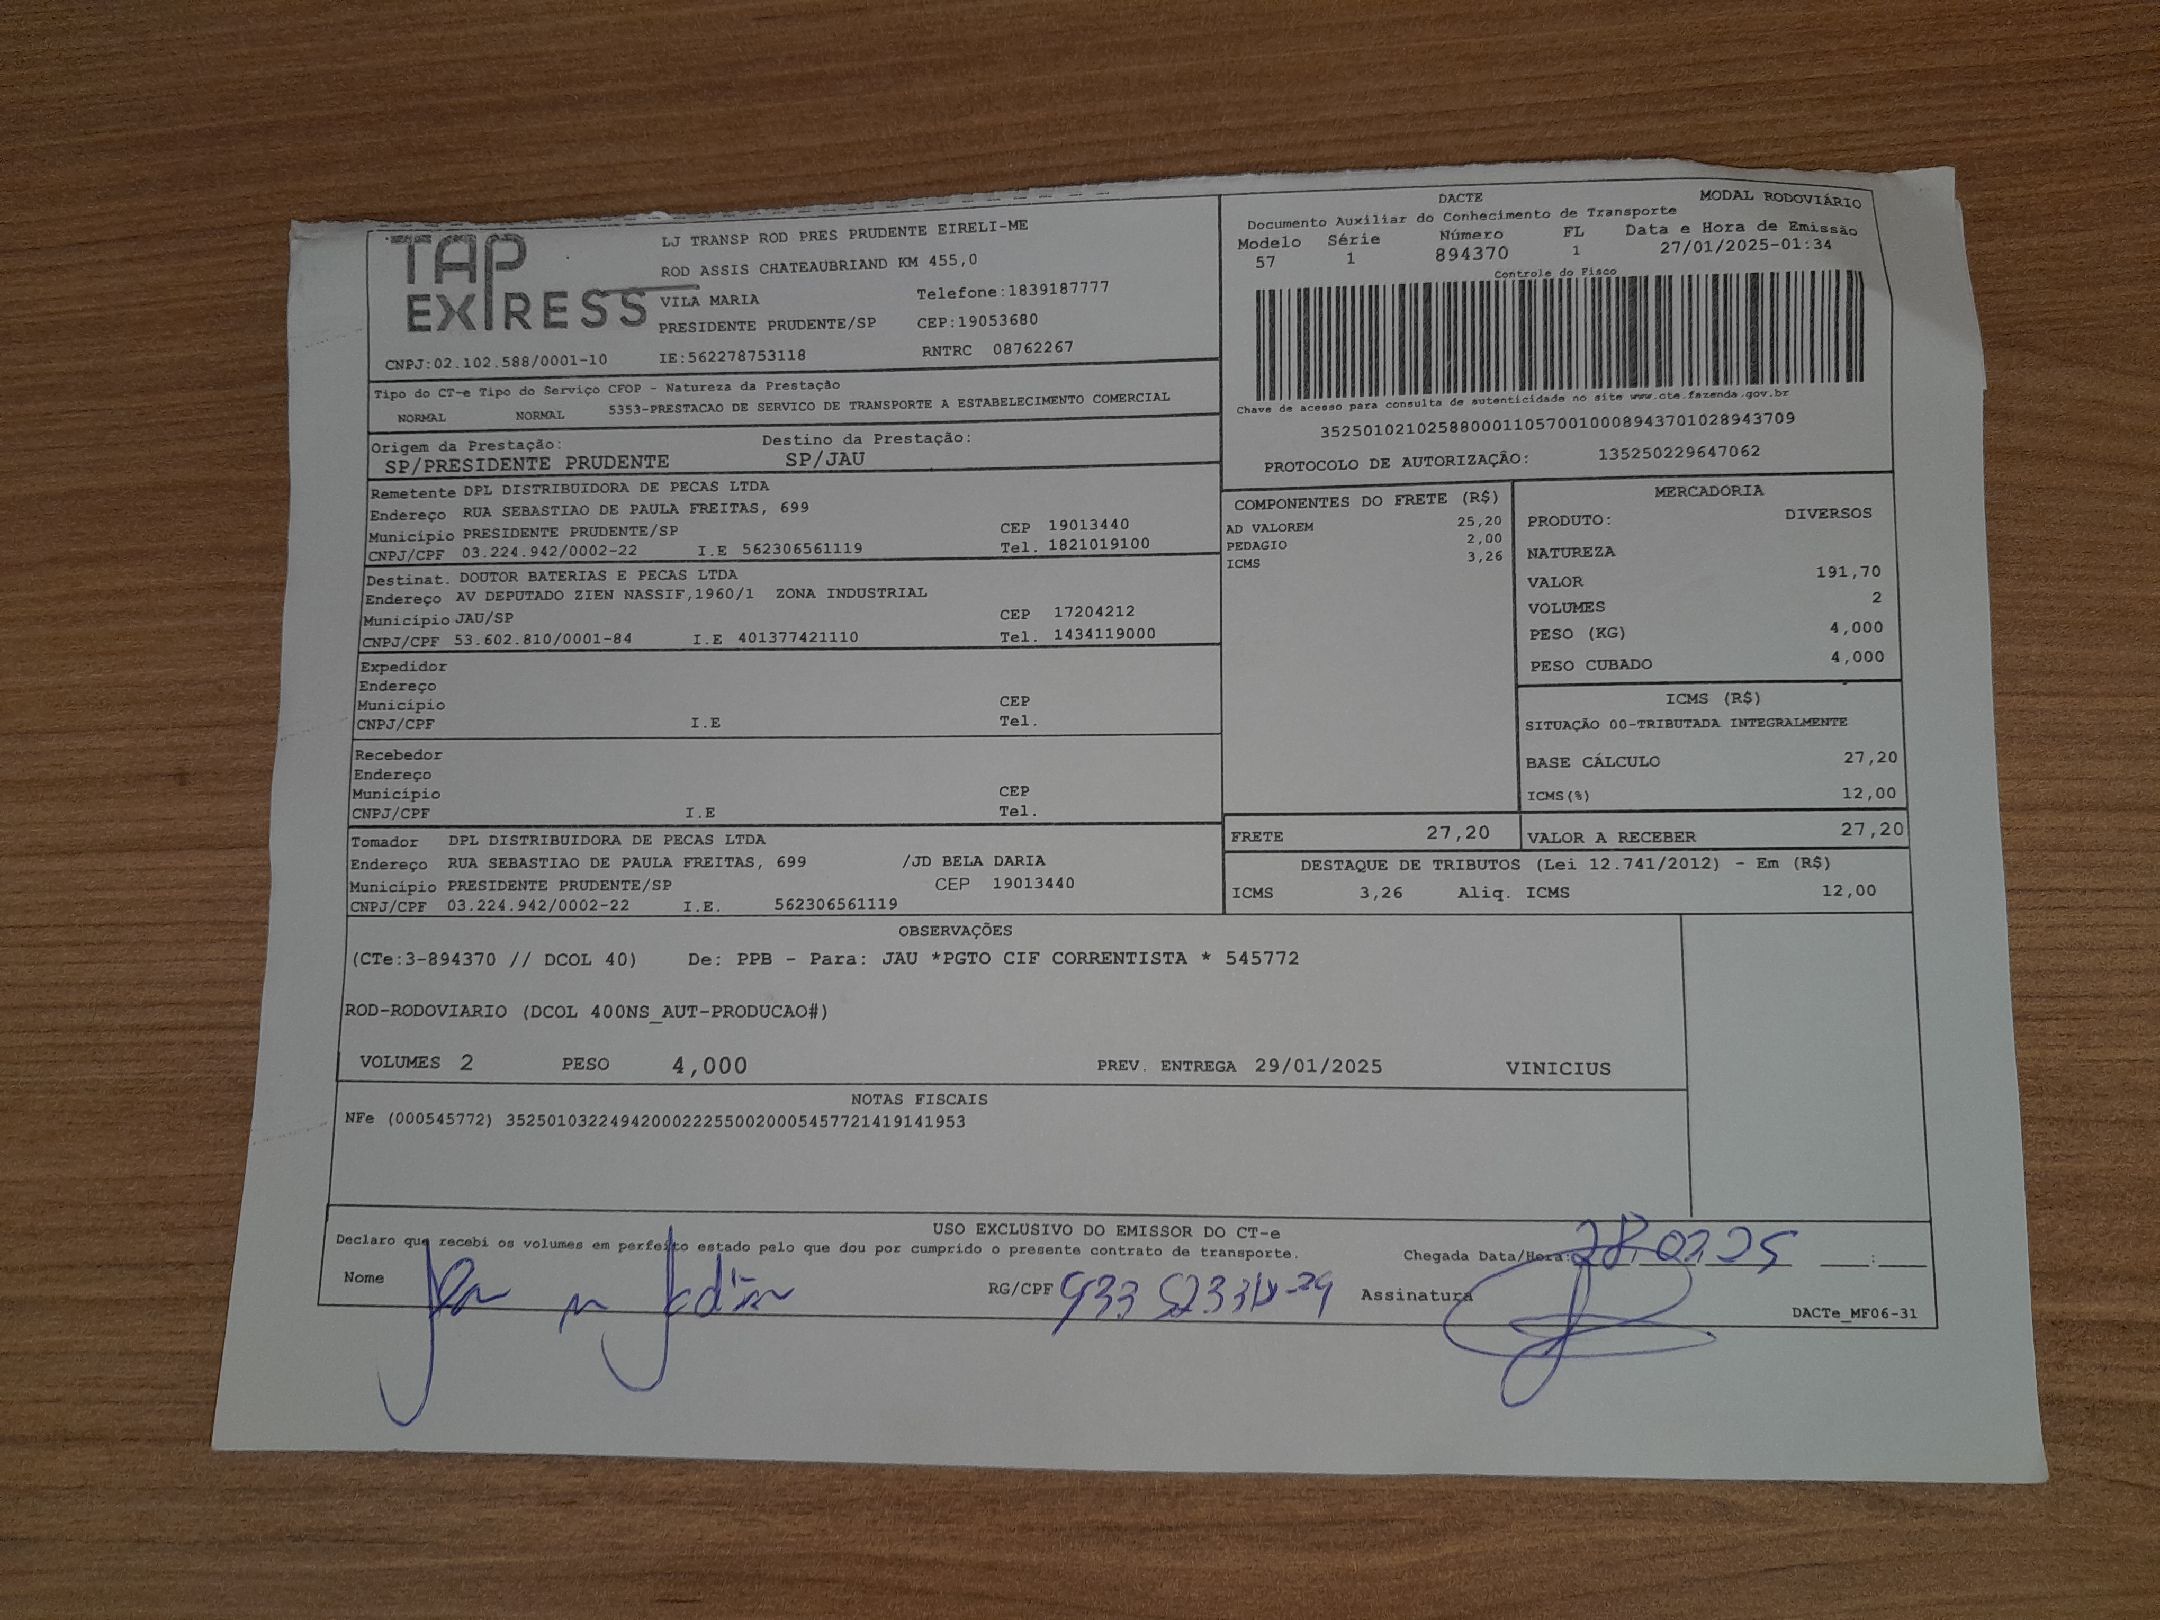 TAP
EXPRESS
LJ TRANSP ROD PRES PRUDENTE EIRELI-ME
ROD ASSIS CHATEAUBRIAND KM 455,0
VILA MARIA Telefone:1839187777
PRESIDENTE PRUDENTE/SP CEP:19053680
CNPJ:02.102.588/0001-10 IE:562278753118 RNTRC 08762267
DACTE MODAL RODOVIÁRIO
Documento Auxiliar do Conhecimento de Transporte
Modelo Série Número FL Data e Hora de Emissão
57 1 894370 1 27/01/2025-01:34
Controle do Fisco
Chave de acesso para consulta de autenticidade no site www.cte.fazenda.gov.br
35250102102588000110570010008943701028943709
PROTOCOLO DE AUTORIZAÇÃO: 135250229647062
Tipo do CT-e Tipo do Serviço CFOP - Natureza da Prestação
NORMAL NORMAL 5353-PRESTACAO DE SERVICO DE TRANSPORTE A ESTABELECIMENTO COMERCIAL
Origem da Prestação: Destino da Prestação:
SP/PRESIDENTE PRUDENTE SP/JAU
Remetente DPL DISTRIBUIDORA DE PECAS LTDA
Endereço RUA SEBASTIAO DE PAULA FREITAS, 699
Município PRESIDENTE PRUDENTE/SP CEP 19013440
CNPJ/CPF 03.224.942/0002-22 I.E 562306561119 Tel. 1821019100
Destinat. DOUTOR BATERIAS E PECAS LTDA
Endereço AV DEPUTADO ZIEN NASSIF,1960/1 ZONA INDUSTRIAL
Município JAU/SP CEP 17204212
CNPJ/CPF 53.602.810/0001-84 I.E 401377421110 Tel. 1434119000
Expedidor
Endereço
Município CEP
CNPJ/CPF I.E Tel.
Recebedor
Endereço
Município CEP
CNPJ/CPF I.E Tel.
Tomador DPL DISTRIBUIDORA DE PECAS LTDA
Endereço RUA SEBASTIAO DE PAULA FREITAS, 699 /JD BELA DARIA
Município PRESIDENTE PRUDENTE/SP CEP 19013440
CNPJ/CPF 03.224.942/0002-22 I.E. 562306561119
COMPONENTES DO FRETE (R$)
AD VALOREM 25,20
PEDAGIO 2,00
ICMS 3,26
FRETE 27,20
MERCADORIA
PRODUTO: DIVERSOS
NATUREZA
VALOR 191,70
VOLUMES 2
PESO (KG) 4,000
PESO CUBADO 4,000
ICMS (R$)
SITUAÇÃO 00-TRIBUTADA INTEGRALMENTE
BASE CÁLCULO 27,20
ICMS(%) 12,00
VALOR A RECEBER 27,20
DESTAQUE DE TRIBUTOS (Lei 12.741/2012) - Em (R$)
ICMS 3,26 Aliq. ICMS 12,00
OBSERVAÇÕES
(CTe:3-894370 // DCOL 40) De: PPB - Para: JAU *PGTO CIF CORRENTISTA * 545772
ROD-RODOVIARIO (DCOL 400NS_AUT-PRODUCAO#)
VOLUMES 2 PESO 4,000 PREV. ENTREGA 29/01/2025 VINICIUS
NOTAS FISCAIS
NFe (000545772) 35250103224942000222550020005457721419141953
USO EXCLUSIVO DO EMISSOR DO CT-e
Declaro que recebi os volumes em perfeito estado pelo que dou por cumprido o presente contrato de transporte.
Chegada Data/Hora: __:__
Nome RG/CPF Assinatura
DACTe_MF06-31